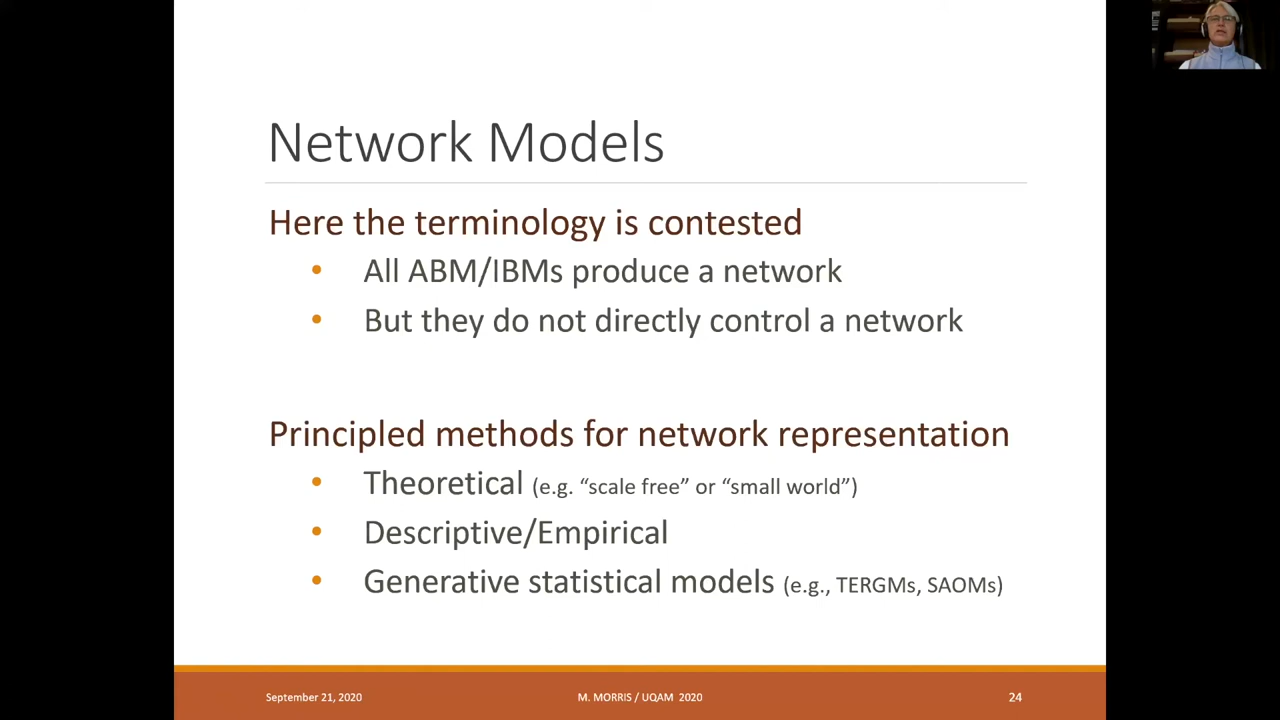 Network Models
Here the terminology is contested
• All ABM/IBMs produce a network
• But they do not directly control a network
Principled methods for network representation
• Theoretical (e.g. “scale free” or “small world”)
• Descriptive/Empirical
• Generative statistical models (e.g., TERGMs, SAOMs)
September 21, 2020
M. MORRIS / UQAM 2020
24